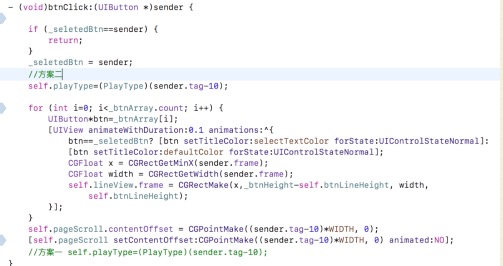 - (void)btnClick:(UIButton *)sender {
if (_seletedBtn==sender) {
return;
}
_seletedBtn = sender;
//方案二
self.playType=(PlayType)(sender.tag-10);
for (int i=0; i<_btnArray.count; i++) {
UIButton*btn=_btnArray[i];
[UIView animateWithDuration:0.1 animations:^{
btn==_seletedBtn? [btn setTitleColor:selectTextColor forState:UIControlStateNormal]:
[btn setTitleColor:defaultColor forState:UIControlStateNormal];
CGFloat x = CGRectGetMinX(sender.frame);
CGFloat width = CGRectGetWidth(sender.frame);
self.lineView.frame = CGRectMake(x,_btnHeight-self.btnLineHeight, width,
self.btnLineHeight);
}];
}
self.pageScroll.contentOffset = CGPointMake((sender.tag-10)*WIDTH, 0);
[self.pageScroll setContentOffset:CGPointMake((sender.tag-10)*WIDTH, 0) animated:NO];
//方案一 self.playType=(PlayType)(sender.tag-10);
}